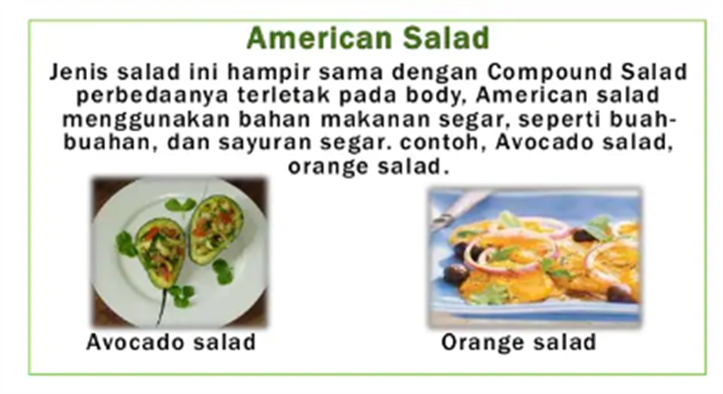 American Salad
Jenis salad ini hampir sama dengan Compound Salad
perbedaanya terletak pada body, American salad
menggunakan bahan makanan segar, seperti buah-
buahan, dan sayuran segar. contoh, Avocado salad,
orange salad.
Avocado salad
Orange salad